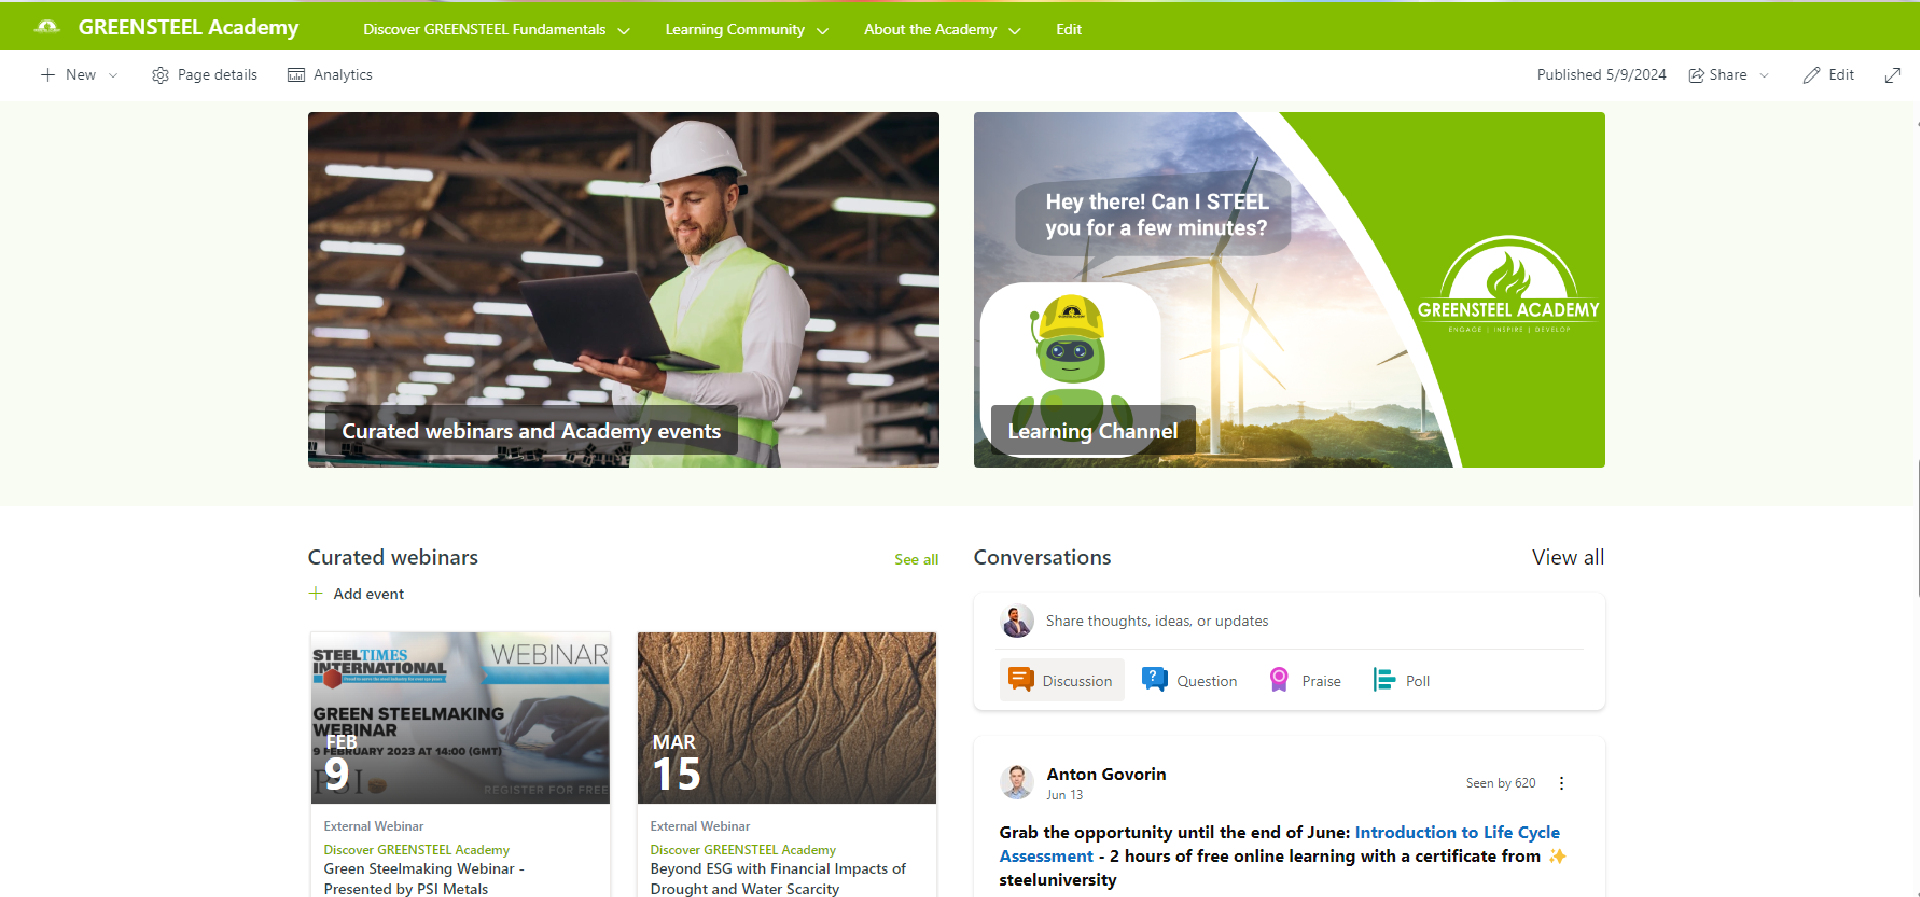 GREENSTEEL Academy
Discover GREENSTEEL Fundamentals
Learning Community
About the Academy
Edit
New
Page details
Analytics
Published 5/9/2024
Share
Edit
Curated webinars and Academy events
Hey there! Can I STEEL
you for a few minutes?
Learning Channel
GREENSTEEL ACADEMY
ENGAGE | INSPIRE | DEVELOP
Curated webinars
See all
Add event
STEELTIMES
INTERNATIONAL
WEBINAR
GREEN STEELMAKING
WEBINAR
9 FEBRUARY 2023 AT 14:00 (GMT)
FEB
9
PSI
REGISTER FOR FREE
External Webinar
Discover GREENSTEEL Academy
Green Steelmaking Webinar -
Presented by PSI Metals
MAR
15
External Webinar
Discover GREENSTEEL Academy
Beyond ESG with Financial Impacts of
Drought and Water Scarcity
Conversations
View all
Share thoughts, ideas, or updates
Discussion
Question
Praise
Poll
Anton Govorin
Jun 13
Seen by 620
Grab the opportunity until the end of June: Introduction to Life Cycle
Assessment - 2 hours of free online learning with a certificate from ✨
steeluniversity